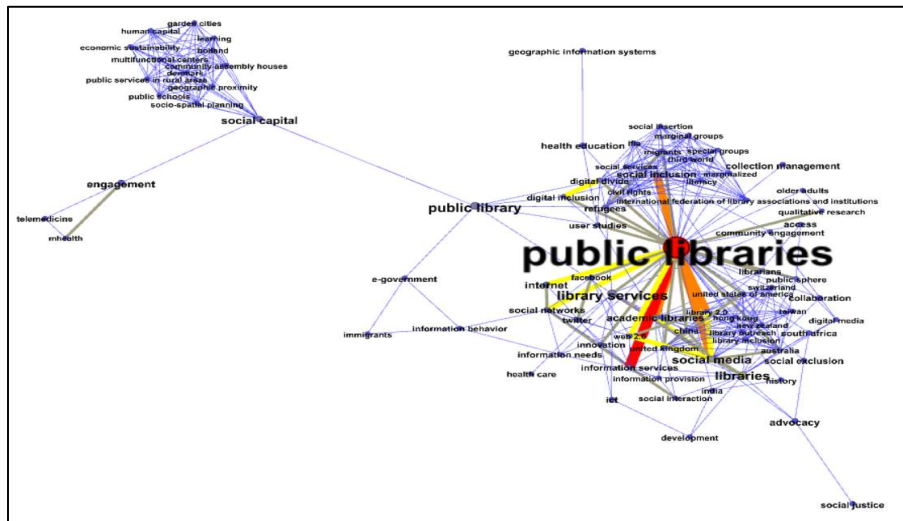 garden cities
human capital
learning
economic sustainability
holland
multifunctional centers
community assembly houses
denmark
public services in rural areas
geographic proximity
public schools
socio-spatial planning
social capital
geographic information systems
social insertion
marginal groups
health education
ifla
migrants
special groups
third world
social services
collection management
digital divide
social inclusion
marginalized
literacy
engagement
digital inclusion
civil rights
older adults
international federation of library associations and institutions
public library
refugees
qualitative research
telemedicine
user studies
access
community engagement
mhealth
public libraries
librarians
e-government
facebook
public sphere
internet
switzerland
library services
united states of america
collaboration
social networks
library 2.0
taiwan
twitter
academic libraries
hong kong
digital media
immigrants
information behavior
china
new zealand
web 2.0
library outreach
south africa
innovation
library inclusion
united kingdom
australia
information needs
social media
social exclusion
information services
health care
information provision
libraries
history
india
ict
social interaction
advocacy
development
social justice